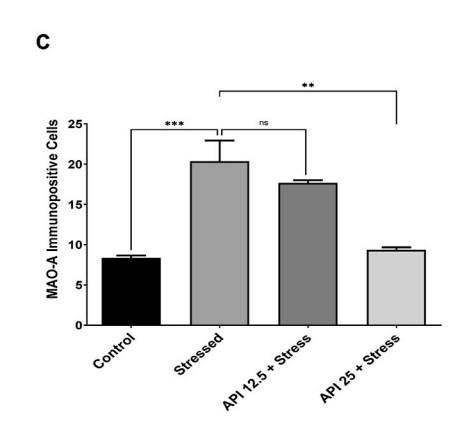 C
**
***
ns
MAO-A Immunopositive Cells
25
20
15
10
5
0
Control
Stressed
API 12.5 + Stress
API 25 + Stress